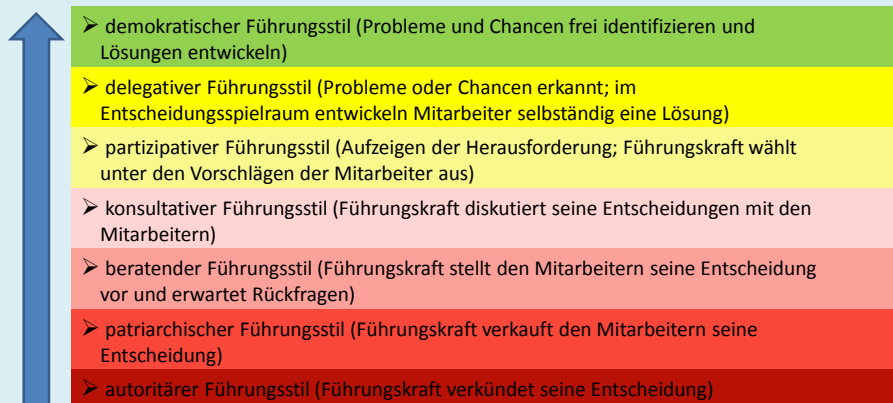 ➢ demokratischer Führungsstil (Probleme und Chancen frei identifizieren und
Lösungen entwickeln)
➢ delegativer Führungsstil (Probleme oder Chancen erkannt; im
Entscheidungsspielraum entwickeln Mitarbeiter selbständig eine Lösung)
➢ partizipativer Führungsstil (Aufzeigen der Herausforderung; Führungskraft wählt
unter den Vorschlägen der Mitarbeiter aus)
➢ konsultativer Führungsstil (Führungskraft diskutiert seine Entscheidungen mit den
Mitarbeitern)
➢ beratender Führungsstil (Führungskraft stellt den Mitarbeitern seine Entscheidung
vor und erwartet Rückfragen)
➢ patriarchischer Führungsstil (Führungskraft verkauft den Mitarbeitern seine
Entscheidung)
➢ autoritärer Führungsstil (Führungskraft verkündet seine Entscheidung)